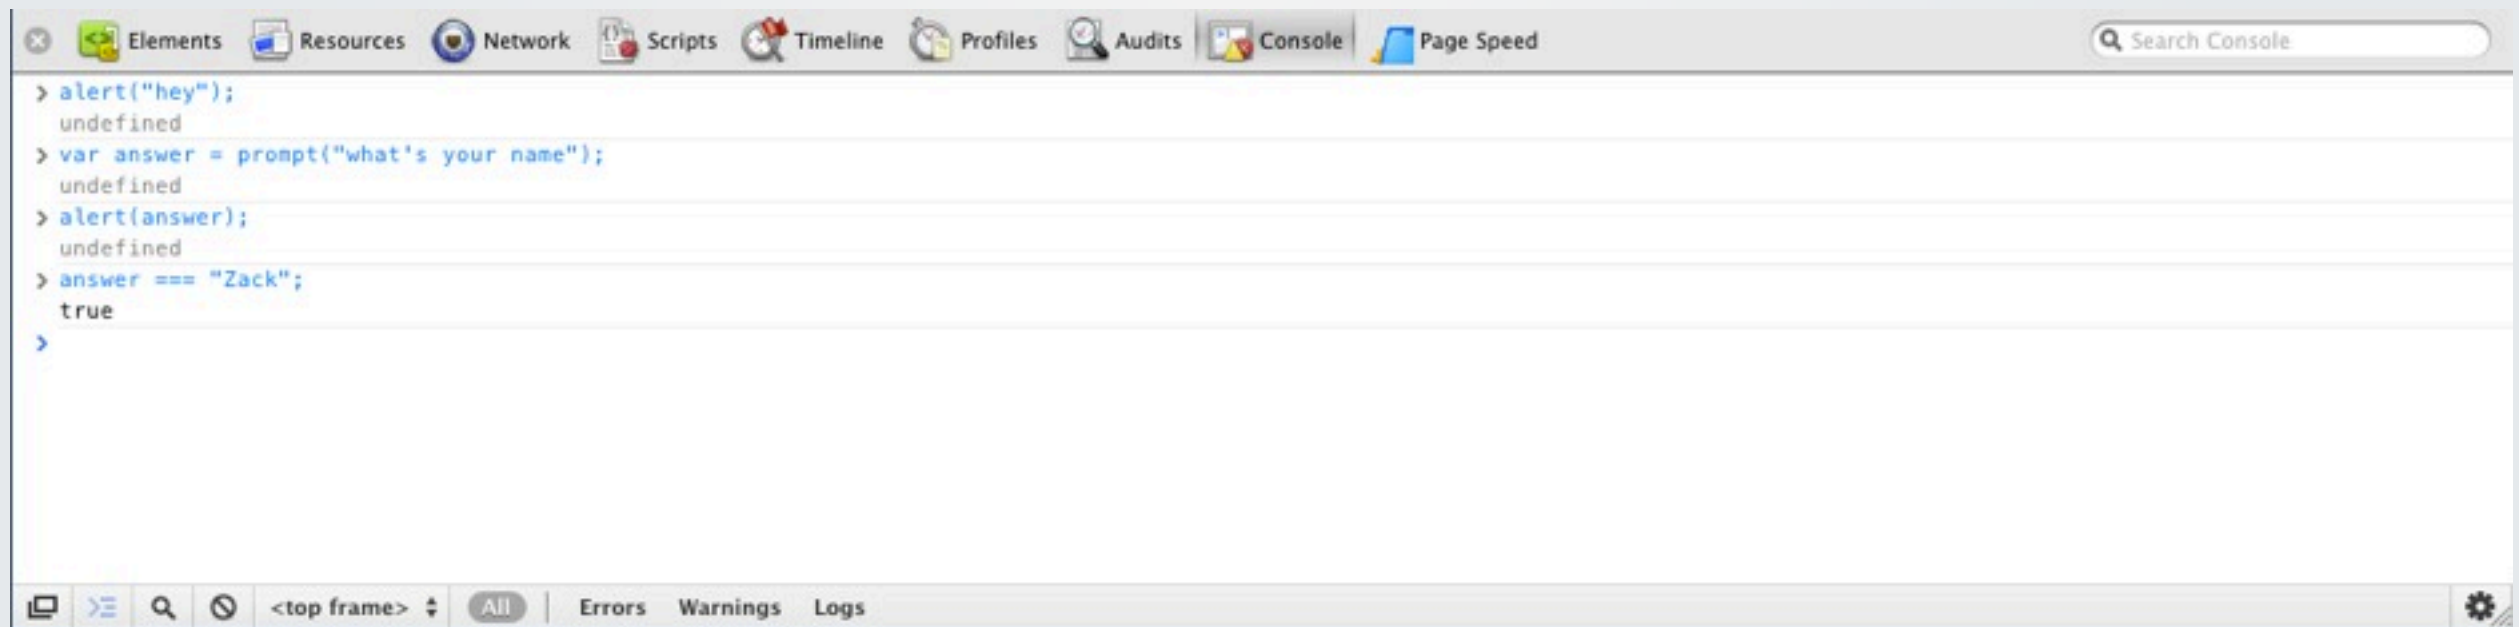 Elements Resources Network Scripts Timeline Profiles Audits Console Page Speed Search Console
> alert("hey");
undefined
> var answer = prompt("what's your name");
undefined
> alert(answer);
undefined
> answer === "Zack";
true
>
<top frame> All Errors Warnings Logs